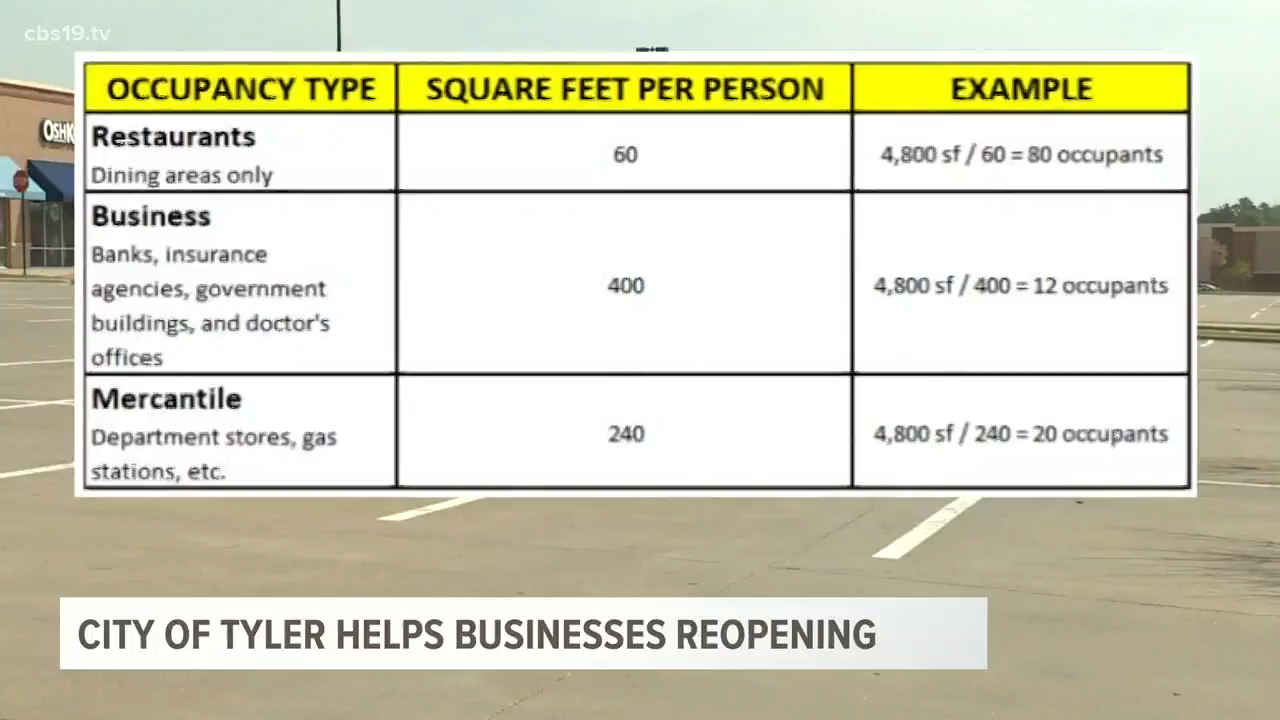 cbs19.tv
OCCUPANCY TYPE SQUARE FEET PER PERSON EXAMPLE
Restaurants
Dining areas only
60
4,800 sf / 60 = 80 occupants
Business
Banks, insurance
agencies, government
buildings, and doctor's
offices
400
4,800 sf / 400 = 12 occupants
Mercantile
Department stores, gas
stations, etc.
240
4,800 sf / 240 = 20 occupants
OSHK
CITY OF TYLER HELPS BUSINESSES REOPENING